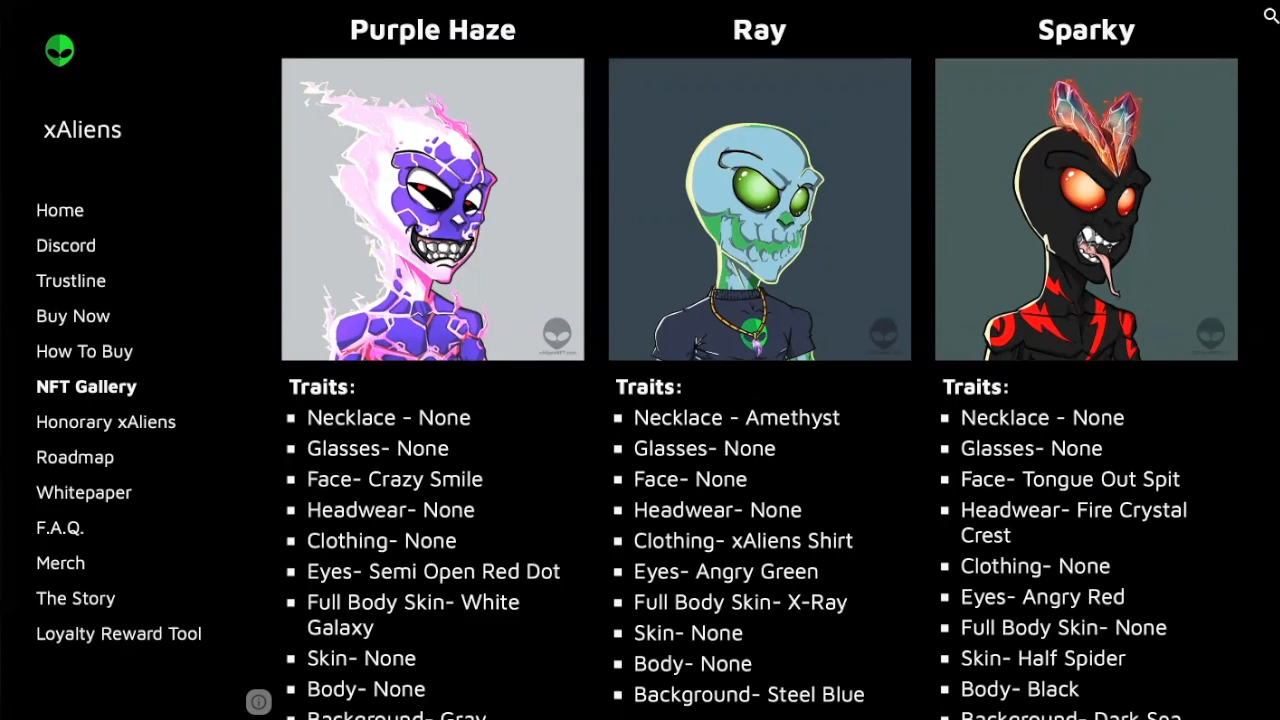 Purple Haze
Ray
Sparky
xAliens
Home
Discord
Trustline
Buy Now
How To Buy
NFT Gallery
Honorary xAliens
Roadmap
Whitepaper
F.A.Q.
Merch
The Story
Loyalty Reward Tool
Traits:
Necklace - None
Glasses- None
Face- Crazy Smile
Headwear- None
Clothing- None
Eyes- Semi Open Red Dot
Full Body Skin- White
Galaxy
Skin- None
Body- None
Background- Gray
Traits:
Necklace - Amethyst
Glasses- None
Face- None
Headwear- None
Clothing- xAliens Shirt
Eyes- Angry Green
Full Body Skin- X-Ray
Skin- None
Body- None
Background- Steel Blue
Traits:
Necklace - None
Glasses- None
Face- Tongue Out Spit
Headwear- Fire Crystal
Crest
Clothing- None
Eyes- Angry Red
Full Body Skin- None
Skin- Half Spider
Body- Black
Background- Dark Sea